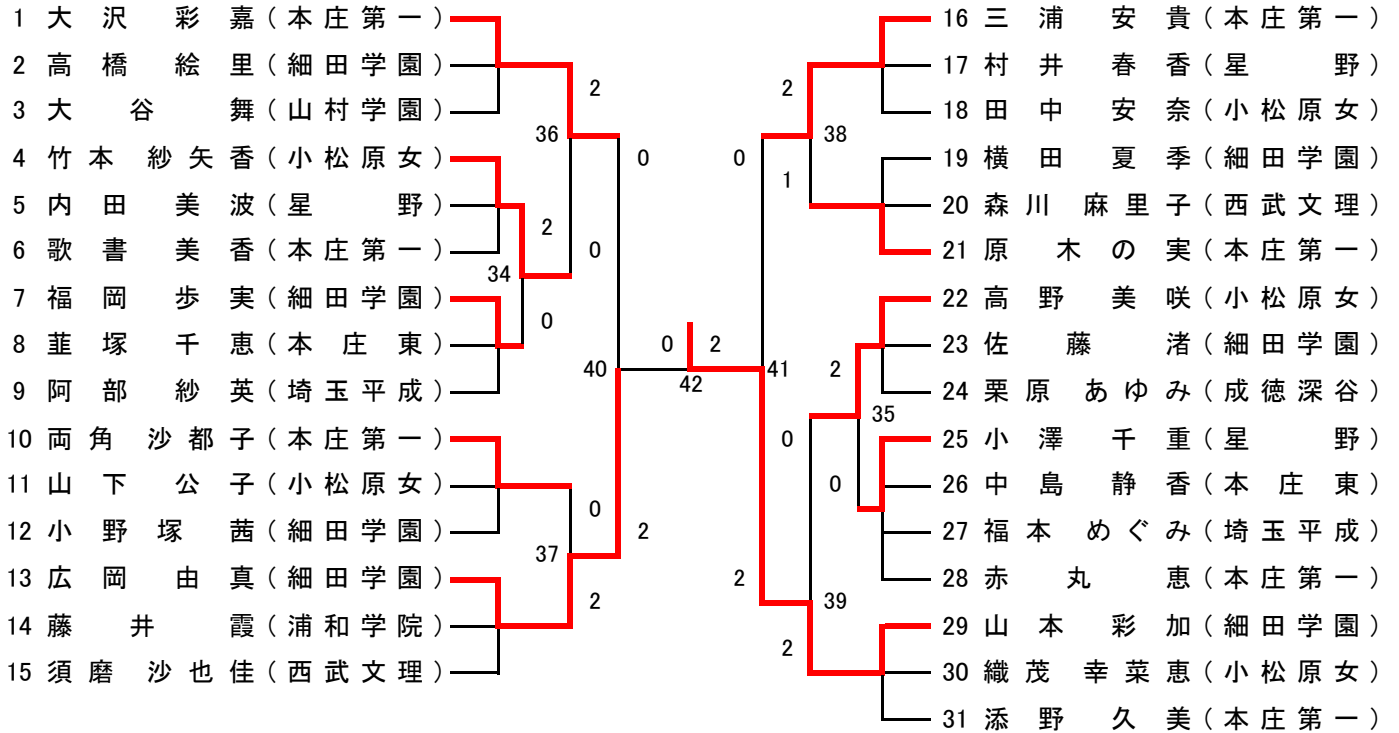 1 大沢 彩嘉(本庄第一)
2 高橋 絵里(細田学園)
3 大谷 舞(山村学園)
4 竹本 紗矢香(小松原女)
5 内田 美波(星野)
6 歌書 美香(本庄第一)
7 福岡 歩実(細田学園)
8 韮塚 千恵(本庄東)
9 阿部 紗英(埼玉平成)
10 両角 沙都子(本庄第一)
11 山下 公子(小松原女)
12 小野塚 茜(細田学園)
13 広岡 由真(細田学園)
14 藤井 霞(浦和学院)
15 須磨 沙也佳(西武文理)
2
36
0
2
0
34
0
40
0
37
2
2
0 2
42
41
2
38
0
1
2
35
0
0
2
39
2
16 三浦 安貴(本庄第一)
17 村井 春香(星野)
18 田中 安奈(小松原女)
19 横田 夏季(細田学園)
20 森川 麻里子(西武文理)
21 原 木の実(本庄第一)
22 高野 美咲(小松原女)
23 佐藤 渚(細田学園)
24 栗原 あゆみ(成徳深谷)
25 小澤 千重(星野)
26 中島 静香(本庄東)
27 福本 めぐみ(埼玉平成)
28 赤丸 恵(本庄第一)
29 山本 彩加(細田学園)
30 織茂 幸菜恵(小松原女)
31 添野 久美(本庄第一)